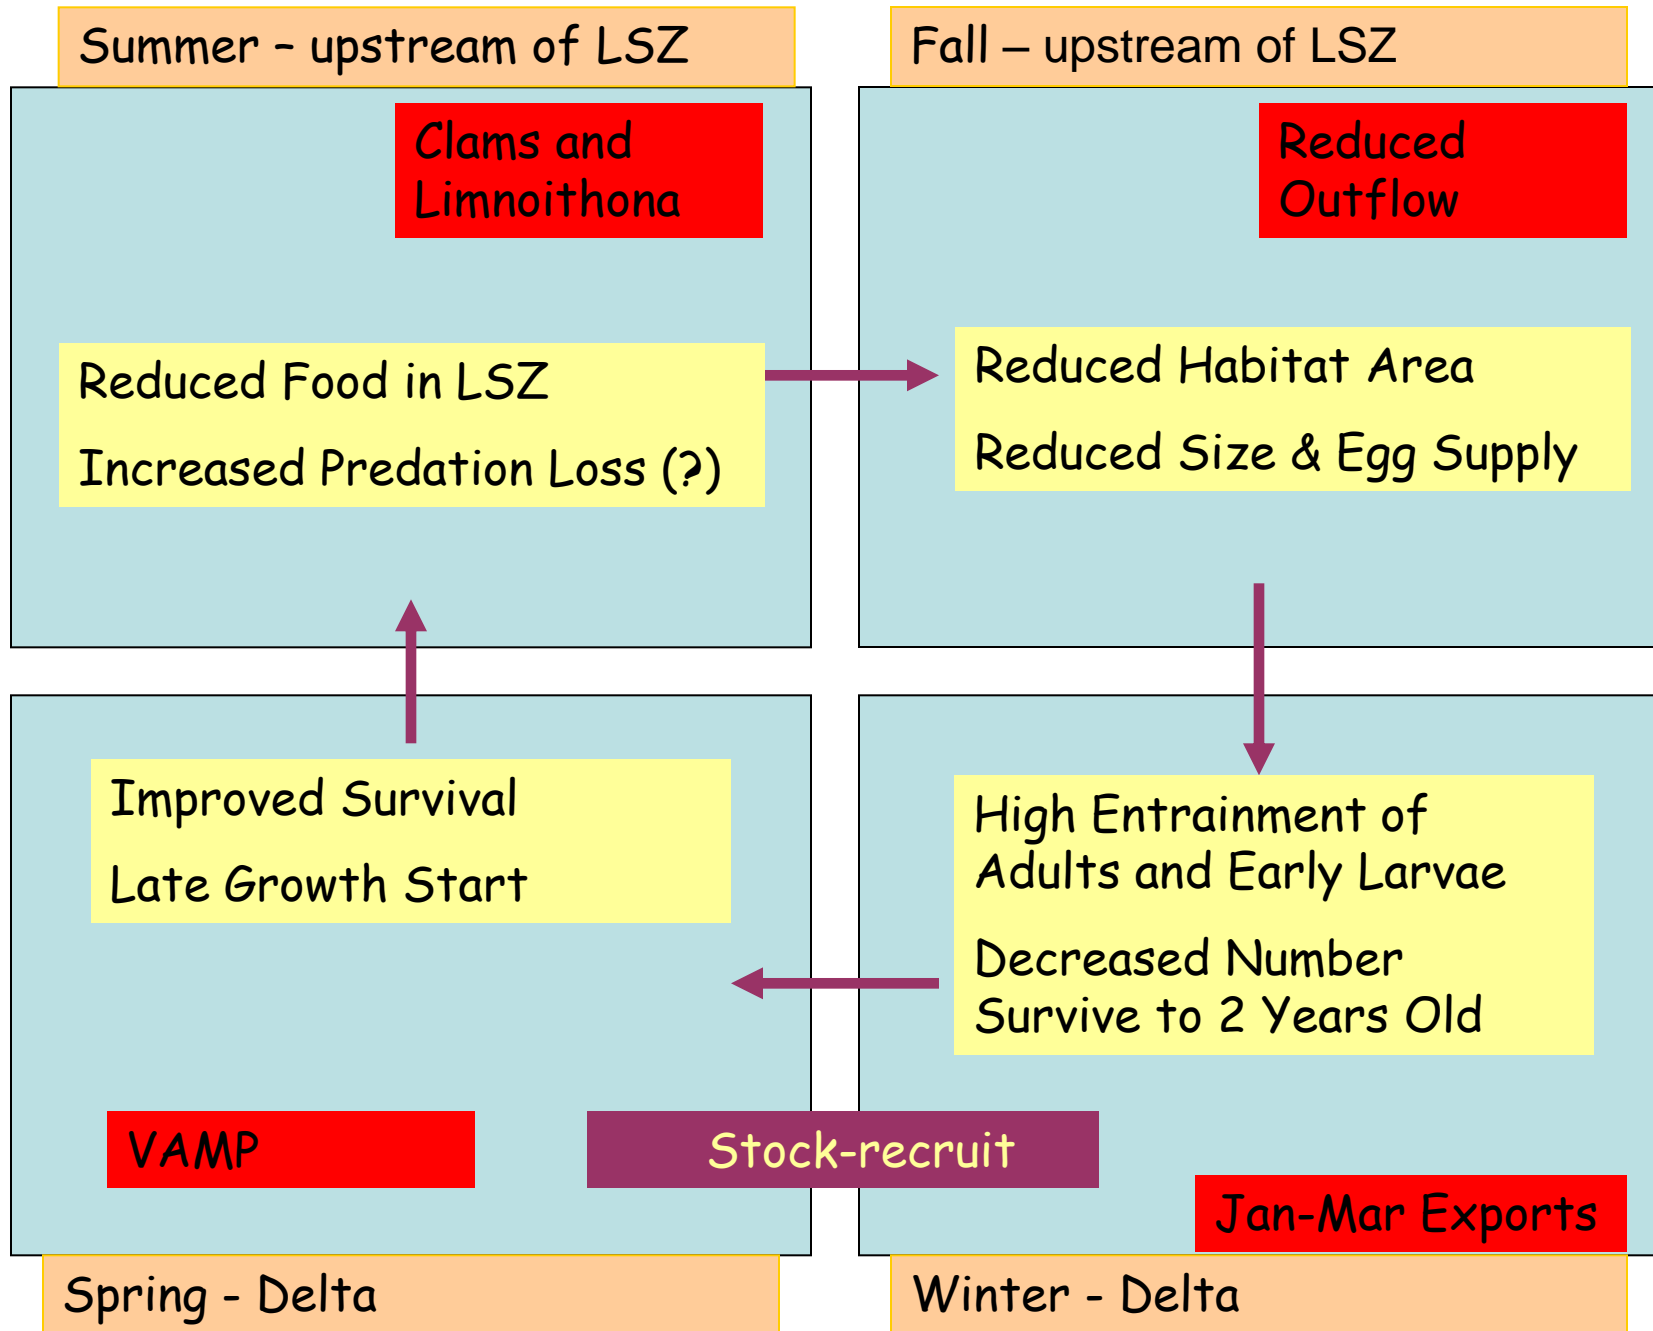 Summer – upstream of LSZ
Clams and
Limnoithona
Reduced Food in LSZ
Increased Predation Loss (?)
Fall – upstream of LSZ
Reduced
Outflow
Reduced Habitat Area
Reduced Size & Egg Supply
Improved Survival
Late Growth Start
VAMP
Spring - Delta
Stock-recruit
High Entrainment of
Adults and Early Larvae
Decreased Number
Survive to 2 Years Old
Jan-Mar Exports
Winter - Delta